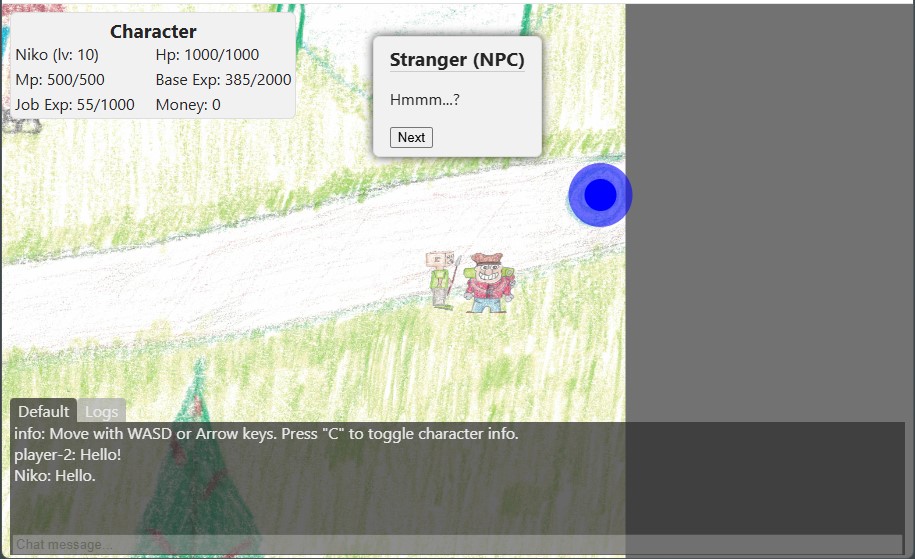 Character
Niko (lv: 10) Hp: 1000/1000
Mp: 500/500 Base Exp: 385/2000
Job Exp: 55/1000 Money: 0
Stranger (NPC)
Hmmm...?
Next
Default Logs
info: Move with WASD or Arrow keys. Press "C" to toggle character info.
player-2: Hello!
Niko: Hello.
Chat message...